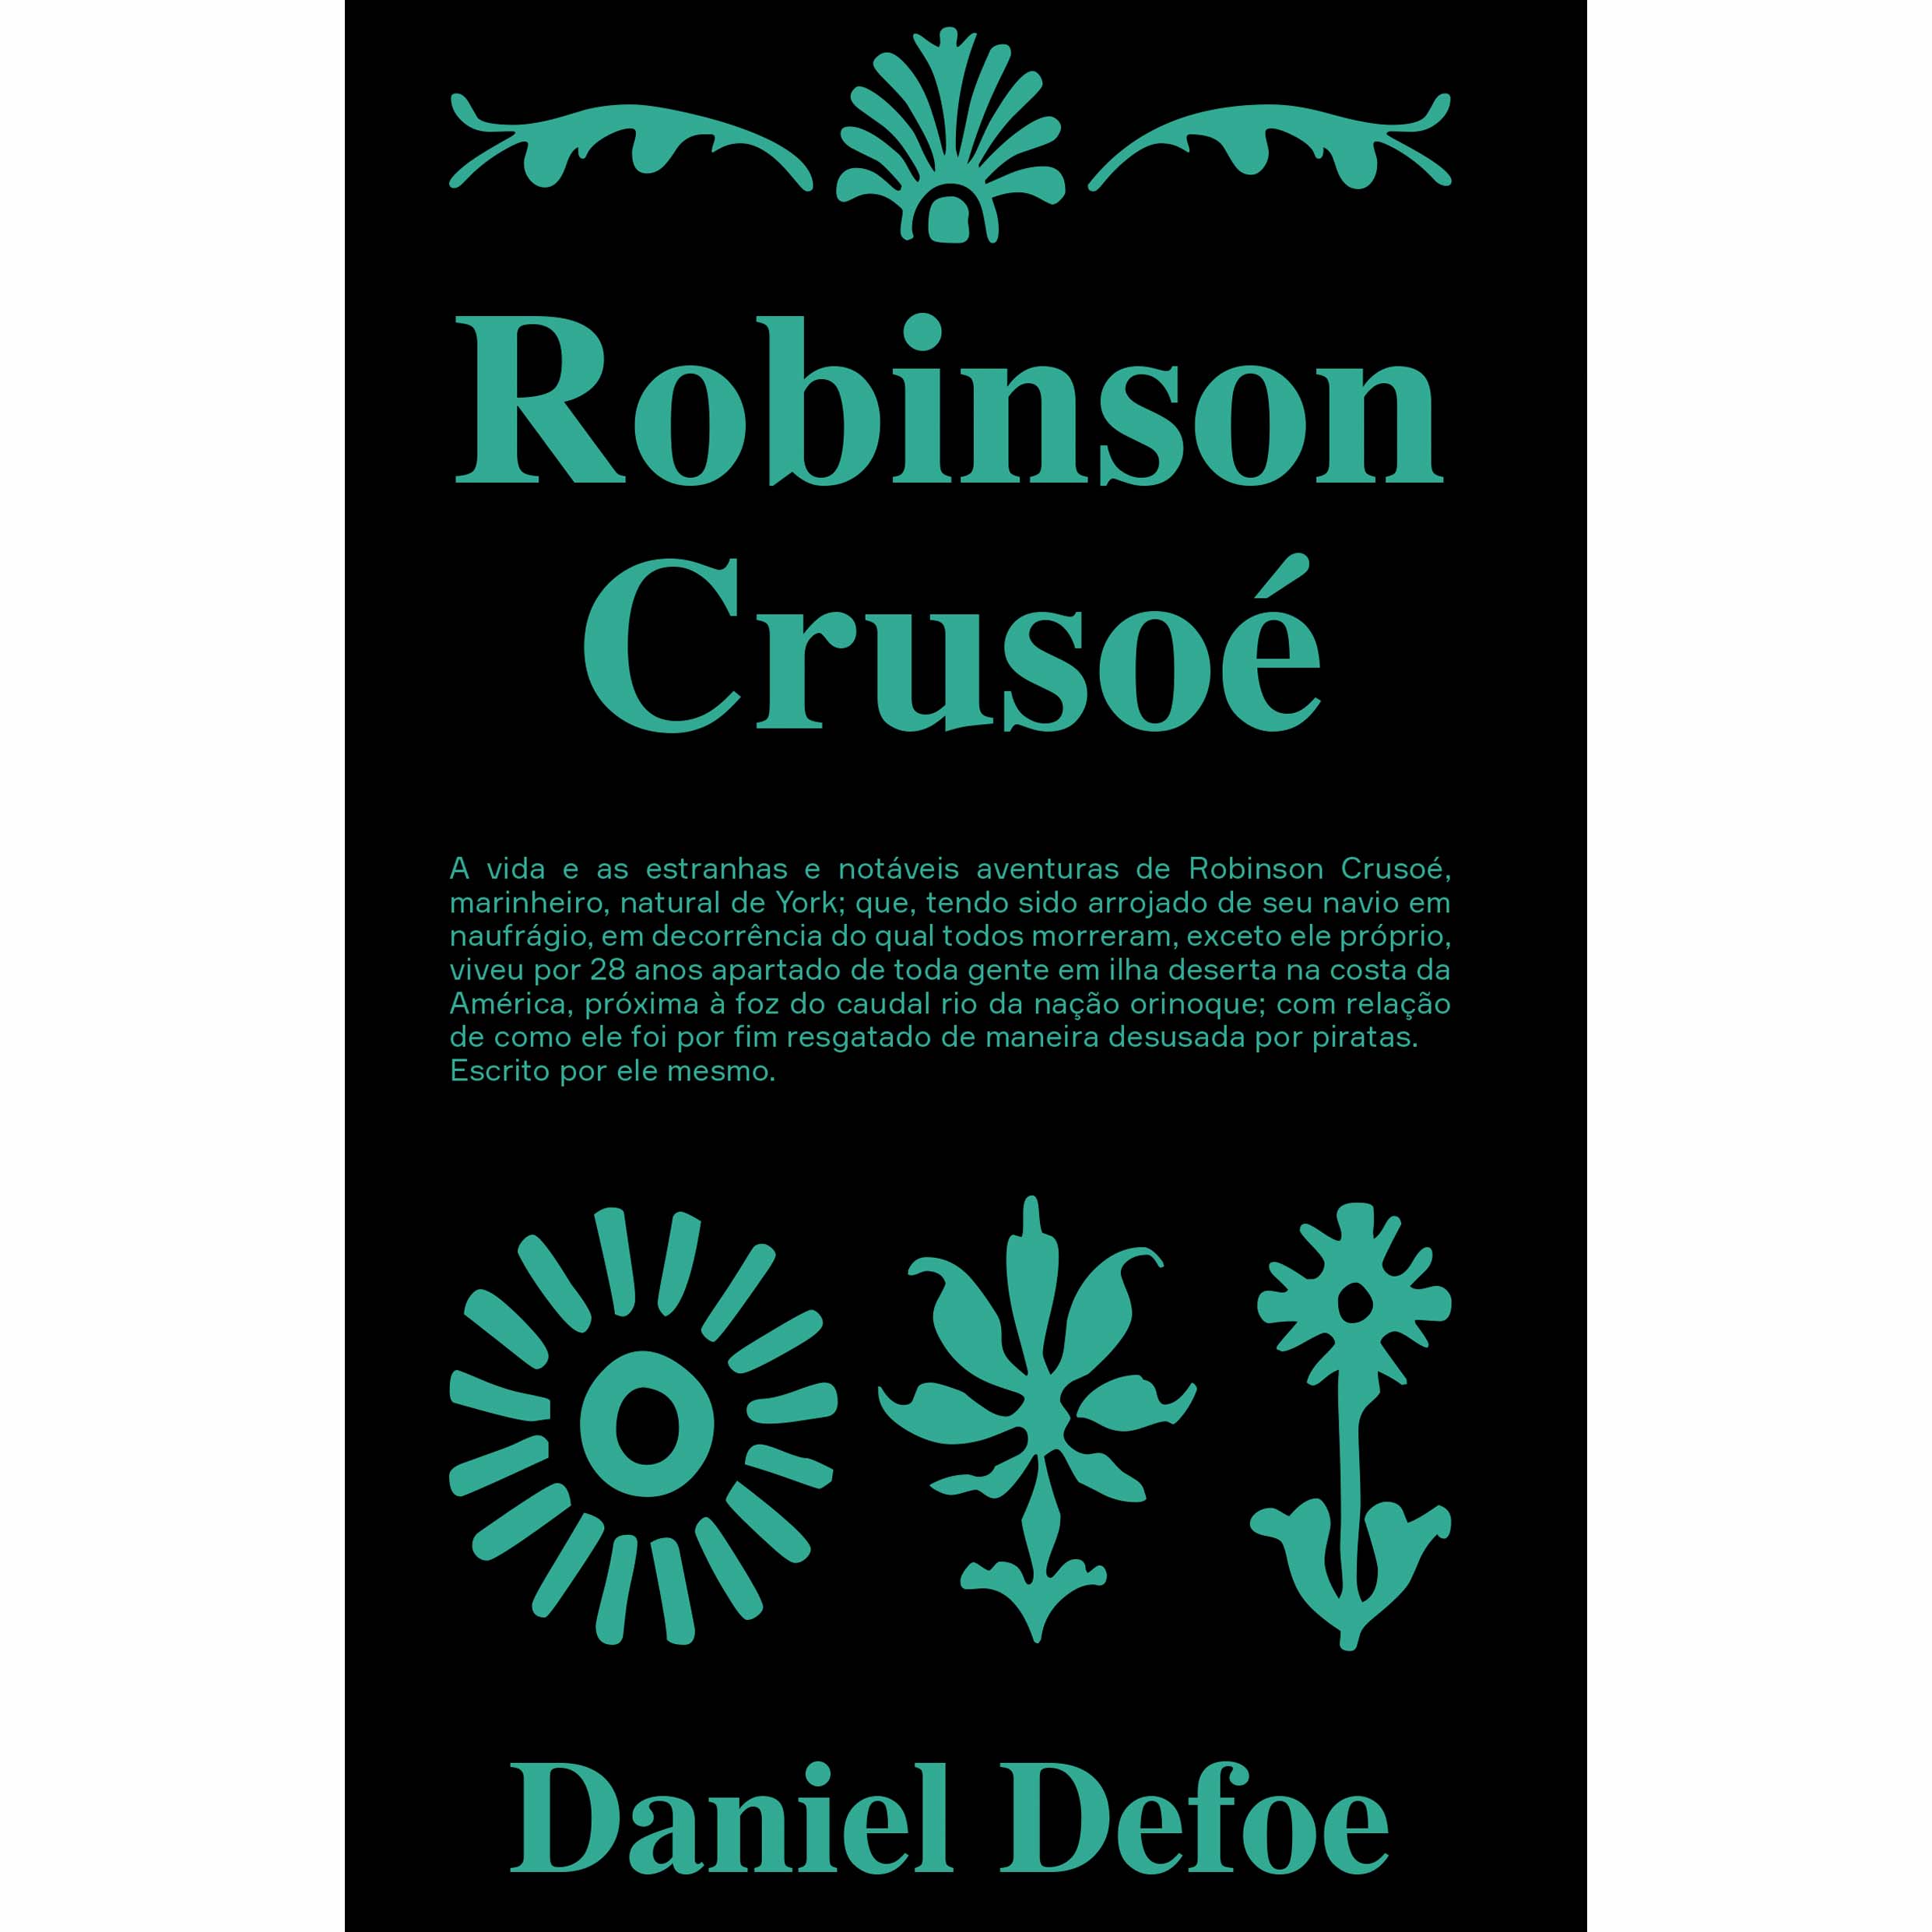 Robinson
Crusoé
A vida e as estranhas e notáveis aventuras de Robinson Crusoé,
marinheiro, natural de York; que, tendo sido arrojado de seu navio em
naufrágio, em decorrência do qual todos morreram, exceto ele próprio,
viveu por 28 anos apartado de toda gente em ilha deserta na costa da
América, próxima à foz do caudal rio da nação orinoque; com relação
de como ele foi por fim resgatado de maneira desusada por piratas.
Escrito por ele mesmo.
Daniel Defoe